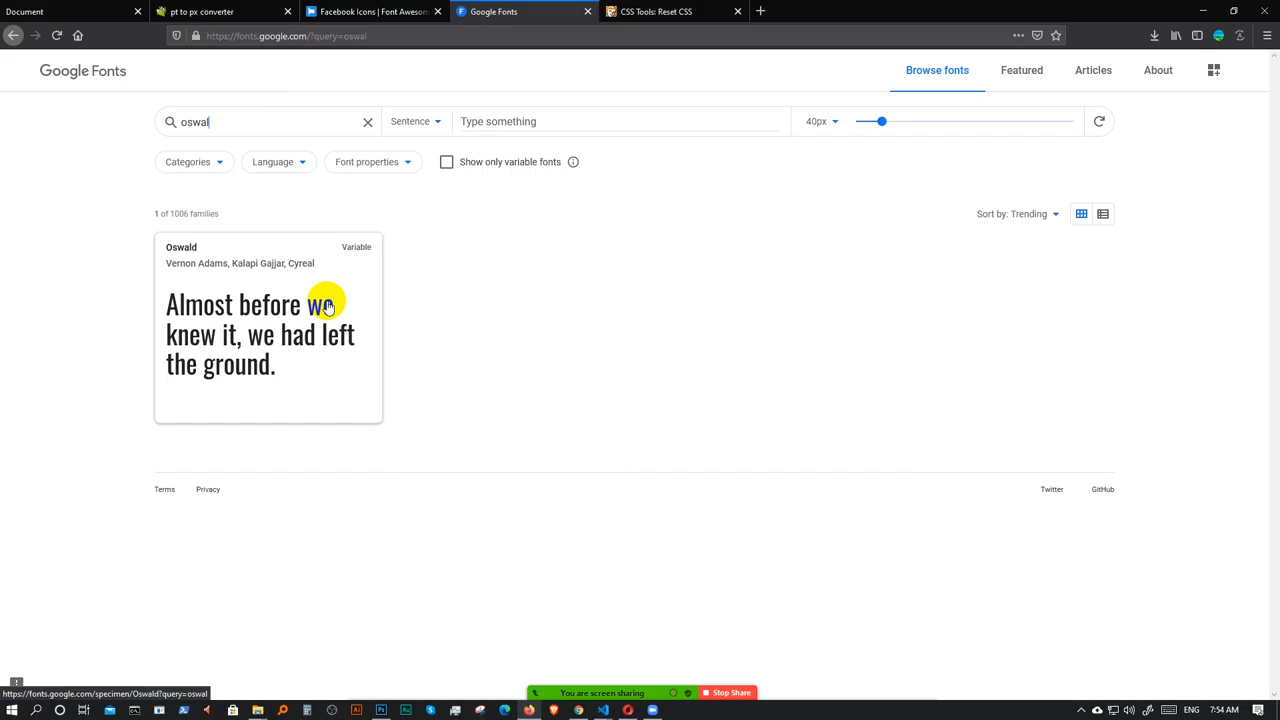 Document
pt to px converter
Facebook Icons | Font Awesom
Google Fonts
CSS Tools: Reset CSS
https://fonts.google.com/?query=oswal
Google Fonts
Browse fonts
Featured
Articles
About
oswal
Sentence
Type something
40px
Categories
Language
Font properties
Show only variable fonts
1 of 1006 families
Sort by: Trending
Oswald
Variable
Vernon Adams, Kalapi Gajjar, Cyreal
Almost before we
knew it, we had left
the ground.
Terms
Privacy
Twitter
GitHub
https://fonts.google.com/specimen/Oswald?query=oswal
You are screen sharing
Stop Share
ENG
7:54 AM